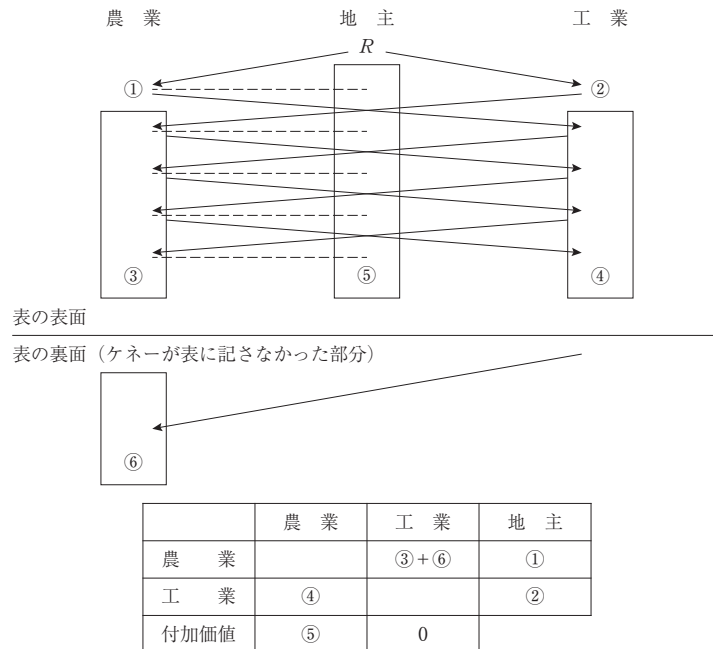 農 業 地 主 工 業
R
① ②
③ ⑤ ④
表の表面
表の裏面（ケネーが表に記さなかった部分）
⑥
農 業 工 業 地 主
農 業 ③+⑥ ①
工 業 ④ ②
付加価値 ⑤ 0